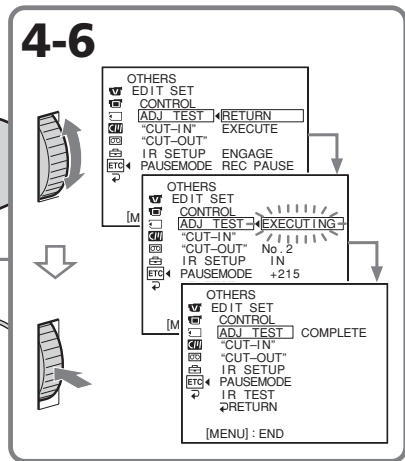 4-6
OTHERS
EDIT SET
CONTROL
ADJ TEST RETURN
“CUT–IN” EXECUTE
“CUT–OUT”
IR SETUP ENGAGE
ETC PAUSEMODE REC PAUSE
[M
OTHERS
EDIT SET
CONTROL
ADJ TEST EXECUTING
“CUT–IN”
“CUT–OUT” No.2
IR SETUP IN
ETC PAUSEMODE +215
[M
OTHERS
EDIT SET
CONTROL
ADJ TEST COMPLETE
“CUT–IN”
“CUT–OUT”
IR SETUP
ETC PAUSEMODE
IR TEST
RETURN
[MENU] : END